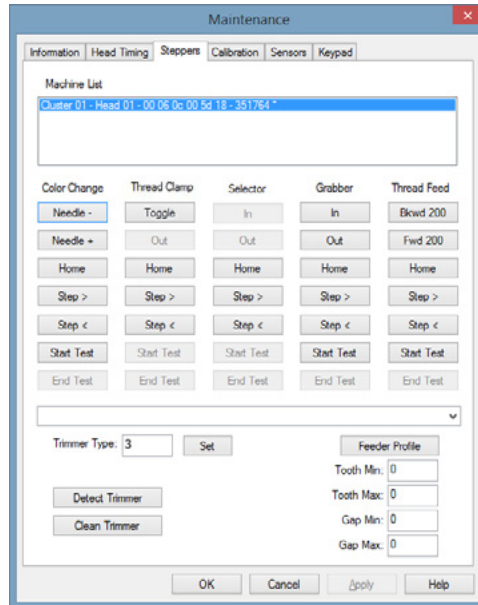 Maintenance
Information Head Timing Steppers Calibration Sensors Keypad
Machine List
Cluster 01 - Head 01 - 00 06 0c 00 5d 18 - 351764 *
Color Change Thread Clamp Selector Grabber Thread Feed
Needle - Toggle In In Bkwd 200
Needle + Out Out Out Fwd 200
Home Home Home Home Home
Step > Step > Step > Step > Step >
Step < Step < Step < Step < Step <
Start Test Start Test Start Test Start Test Start Test
End Test End Test End Test End Test End Test
Trimmer Type: 3 Set Feeder Profile
Tooth Min: 0
Detect Trimmer Tooth Max: 0
Clean Trimmer Gap Min: 0
Gap Max: 0
OK Cancel Apply Help